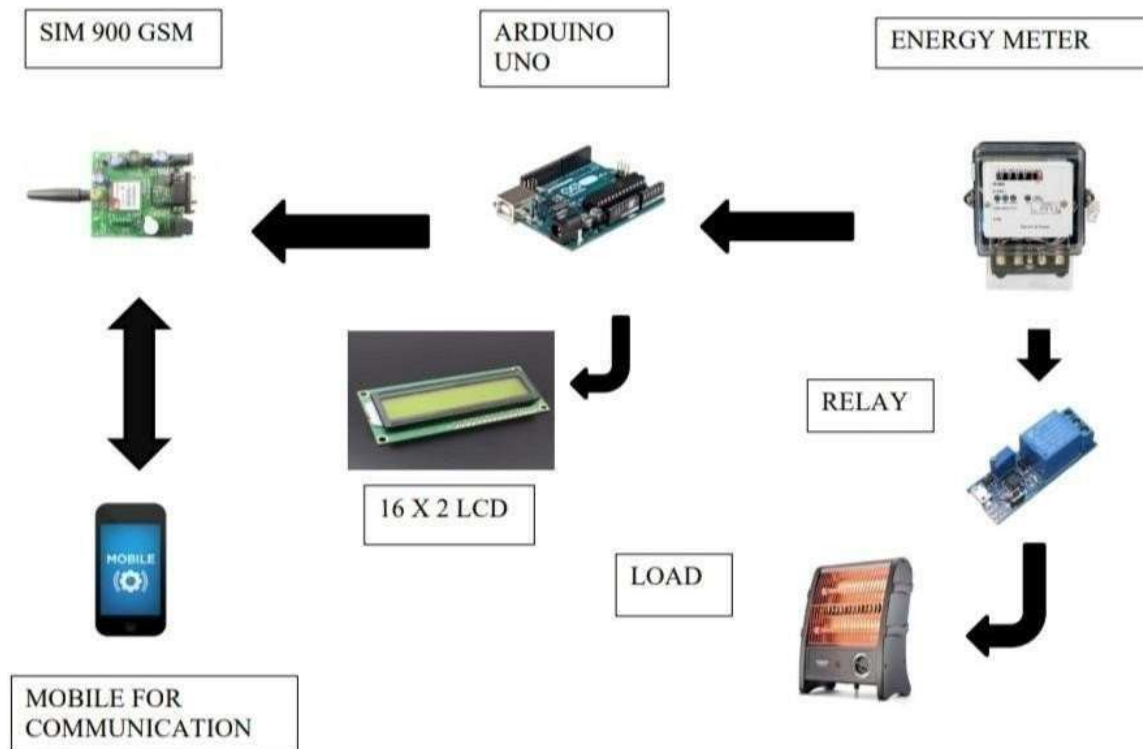 SIM 900 GSM
ARDUINO
UNO
ENERGY METER
RELAY
16 X 2 LCD
LOAD
MOBILE
MOBILE FOR
COMMUNICATION